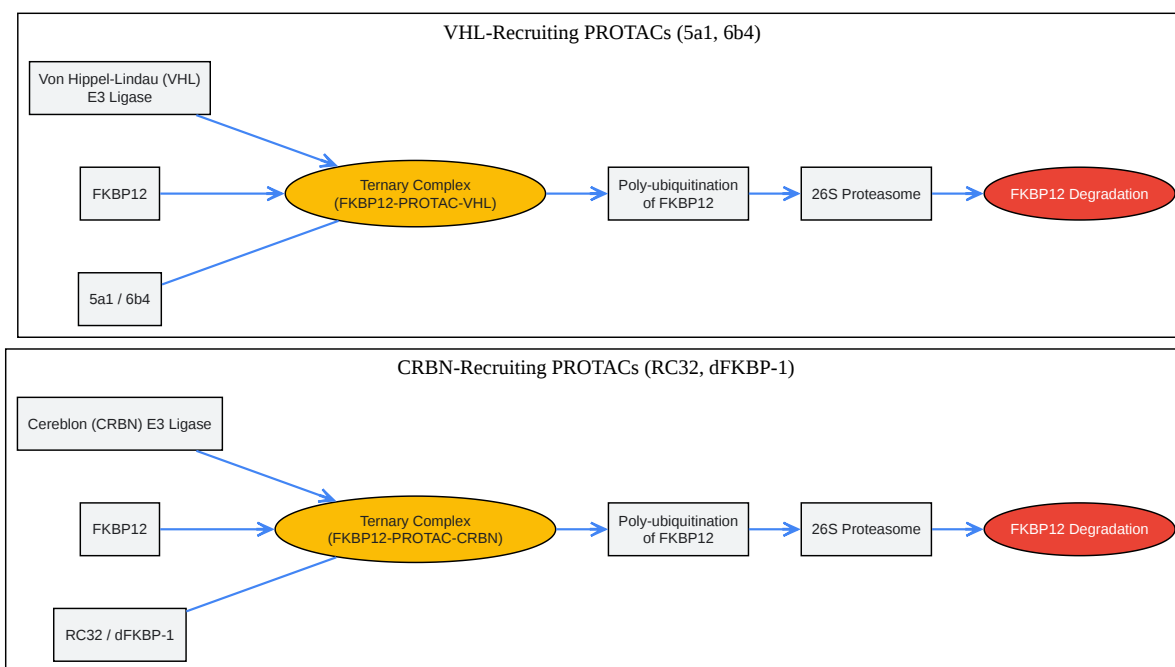 VHL-Recruiting PROTACs (5a1, 6b4)
Von Hippel-Lindau (VHL)
E3 Ligase
FKBP12
5a1 / 6b4
Ternary Complex
(FKBP12-PROTAC-VHL)
Poly-ubiquitination
of FKBP12
26S Proteasome
FKBP12 Degradation
CRBN-Recruiting PROTACs (RC32, dFKBP-1)
Cereblon (CRBN) E3 Ligase
FKBP12
RC32 / dFKBP-1
Ternary Complex
(FKBP12-PROTAC-CRBN)
Poly-ubiquitination
of FKBP12
26S Proteasome
FKBP12 Degradation